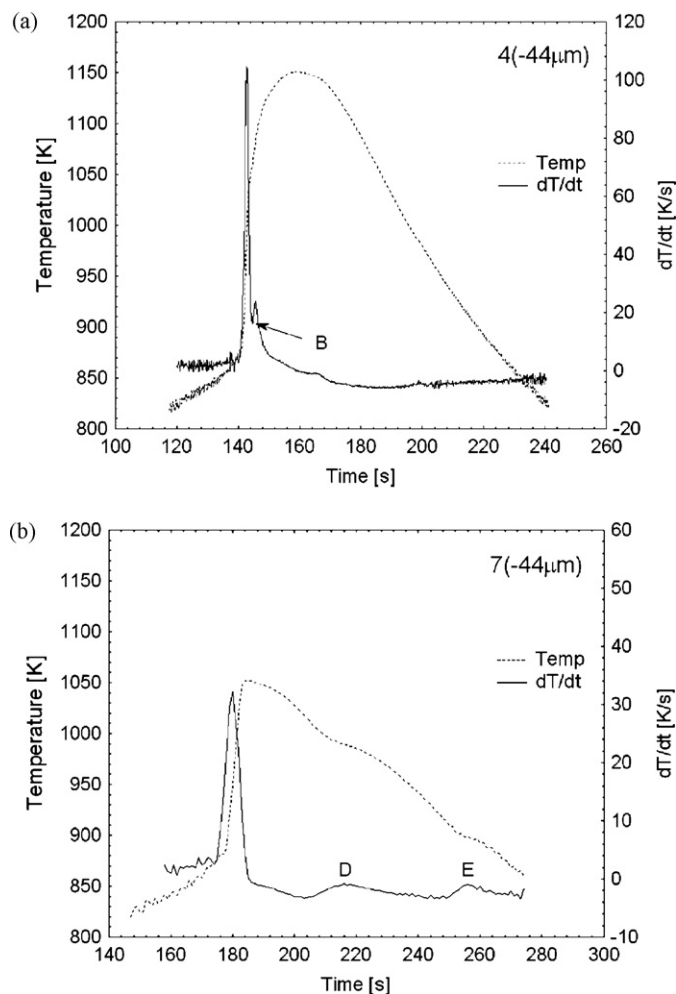 (a)
1200
1150
1100
1050
1000
950
900
850
800
Temperature [K]
120
100
80
60
40
20
0
-20
dT/dt [K/s]
4(-44μm)
Temp
dT/dt
B
100 120 140 160 180 200 220 240 260
Time [s]
(b)
1200
1150
1100
1050
1000
950
900
850
800
Temperature [K]
60
50
40
30
20
10
0
-10
dT/dt [K/s]
7(-44μm)
Temp
dT/dt
D
E
140 160 180 200 220 240 260 280 300
Time [s]